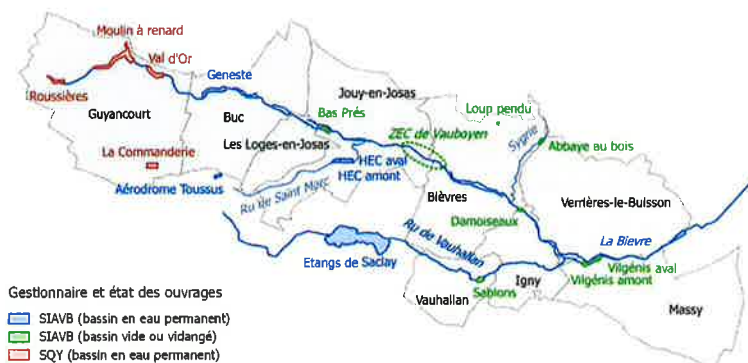 Moulin à renard
Val d'Or
Roussières
Guyancourt
La Commanderie
Aérodrome Toussus
Geneste
Buc
Les Loges-en-Josas
Ru de Saint Marc
Jouy-en-Josas
Bas Prés
HEC aval
HEC amont
ZEC de Vauboyen
Loup pendu
Sygrie
Abbaye au bois
Bièvres
Verrières-le-Buisson
Damoiseaux
La Bievre
Ru de Vauhallan
Etangs de Saclay
Vilgénis aval
Vilgénis amont
Igny
Sablons
Vauhallan
Massy
Gestionnaire et état des ouvrages
SIAVB (bassin en eau permanent)
SIAVB (bassin vide ou vidangé)
SQY (bassin en eau permanent)